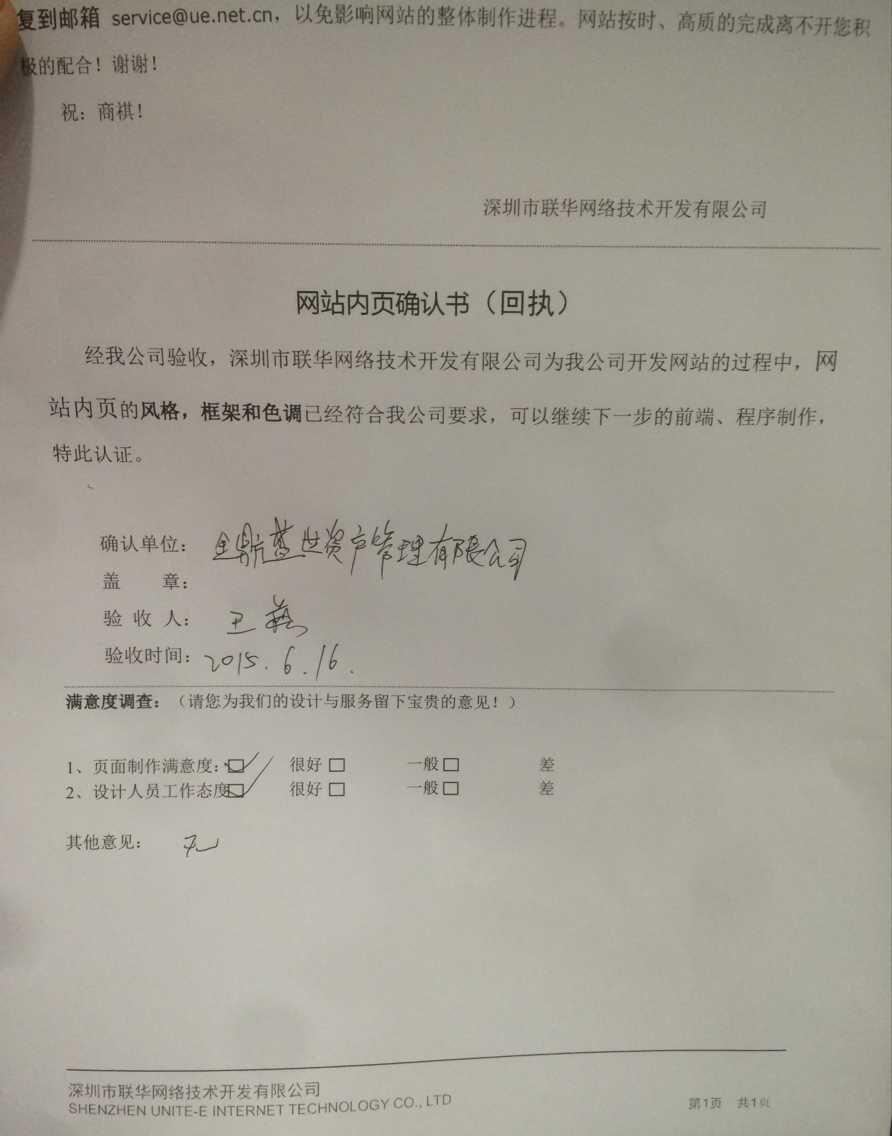 复到邮箱 service@ue.net.cn，以免影响网站的整体制作进程。网站按时、高质的完成离不开您积
极的配合！谢谢！
祝：商祺！
深圳市联华网络技术开发有限公司
网站内页确认书（回执）
经我公司验收，深圳市联华网络技术开发有限公司为我公司开发网站的过程中，网
站内页的风格，框架和色调已经符合我公司要求，可以继续下一步的前端、程序制作，
特此认证。
确认单位： 资产管理有限公司
盖 章：
验 收 人： 王
验收时间：2015.6.16.
满意度调查：（请您为我们的设计与服务留下宝贵的意见！）
1、页面制作满意度：☑ 很好 □ 一般 □ 差
2、设计人员工作态度☑ 很好 □ 一般 □ 差
其他意见： 无
深圳市联华网络技术开发有限公司
SHENZHEN UNITE-E INTERNET TECHNOLOGY CO., LTD
第1页 共1页